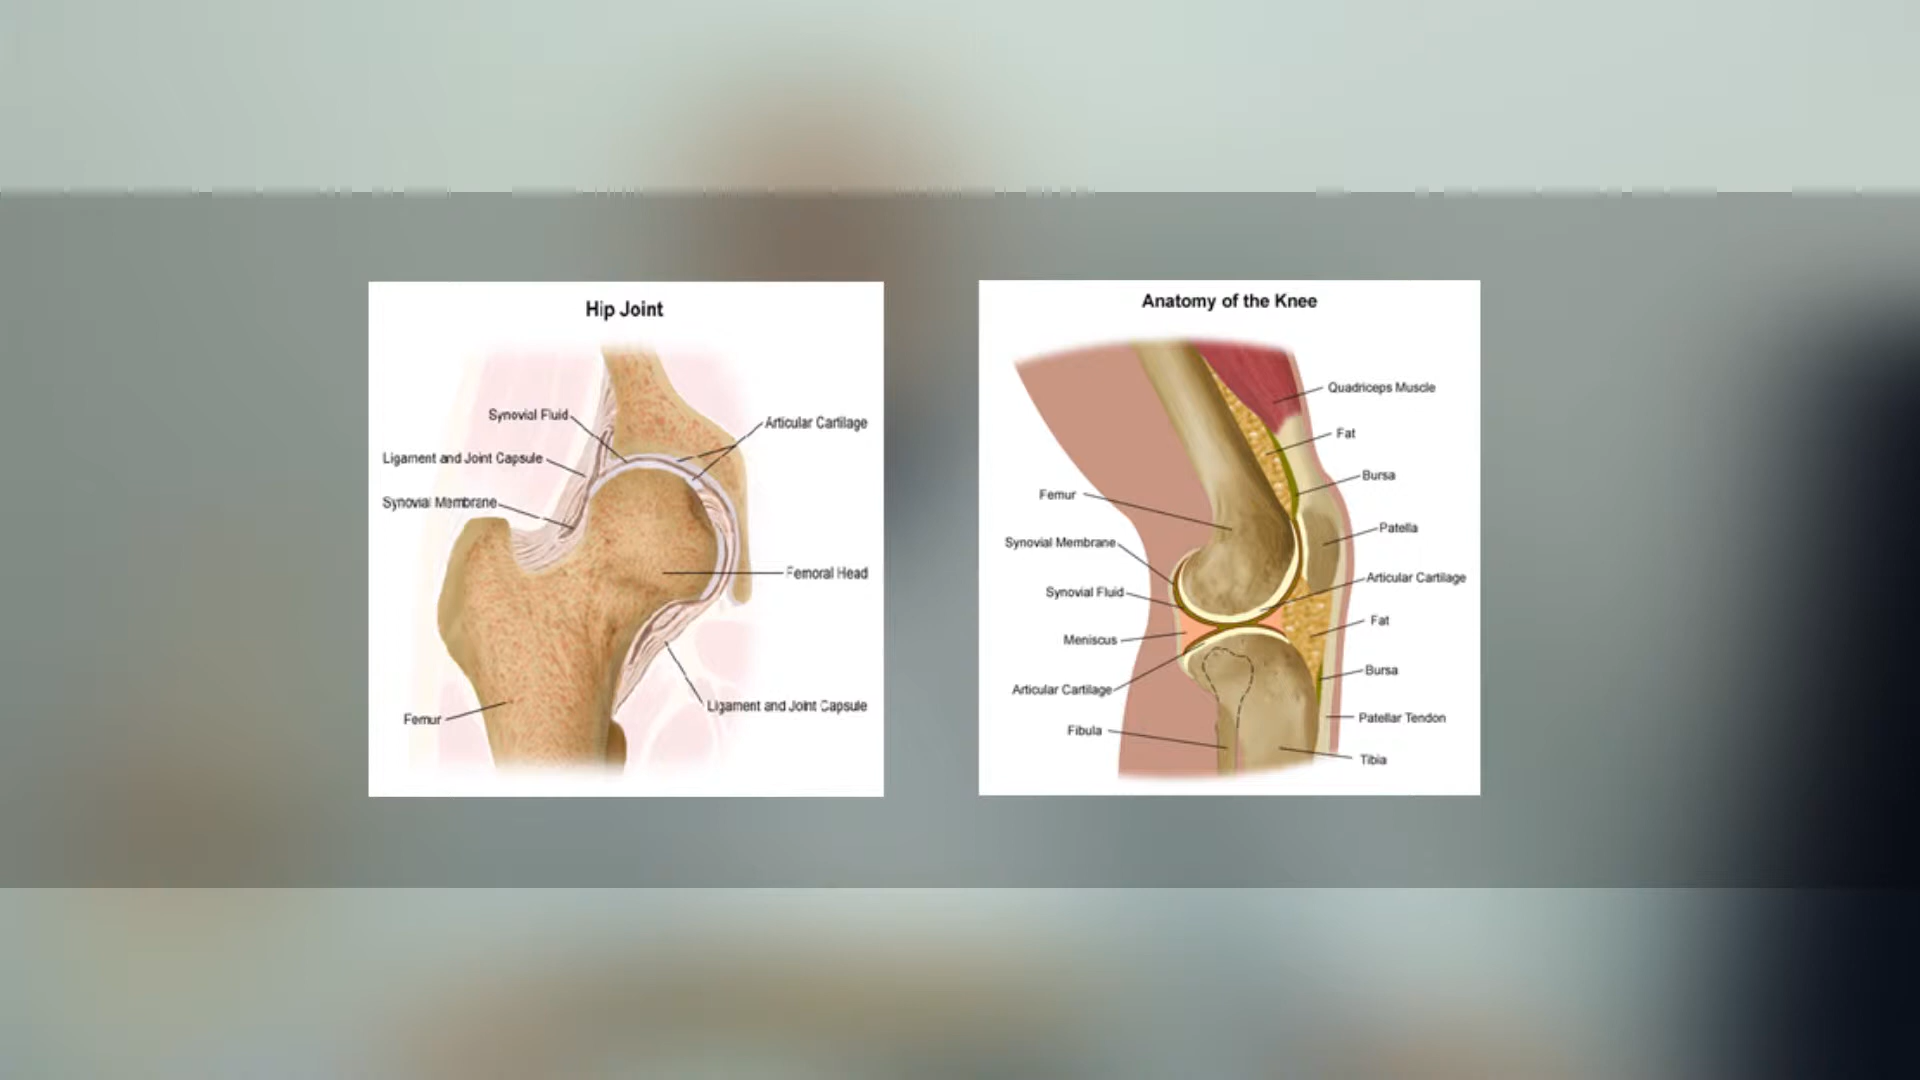 Hip Joint
Synovial Fluid
Articular Cartilage
Ligament and Joint Capsule
Synovial Membrane
Femoral Head
Ligament and Joint Capsule
Femur
Anatomy of the Knee
Quadriceps Muscle
Fat
Bursa
Femur
Patella
Synovial Membrane
Articular Cartilage
Synovial Fluid
Fat
Meniscus
Bursa
Articular Cartilage
Patellar Tendon
Fibula
Tibia